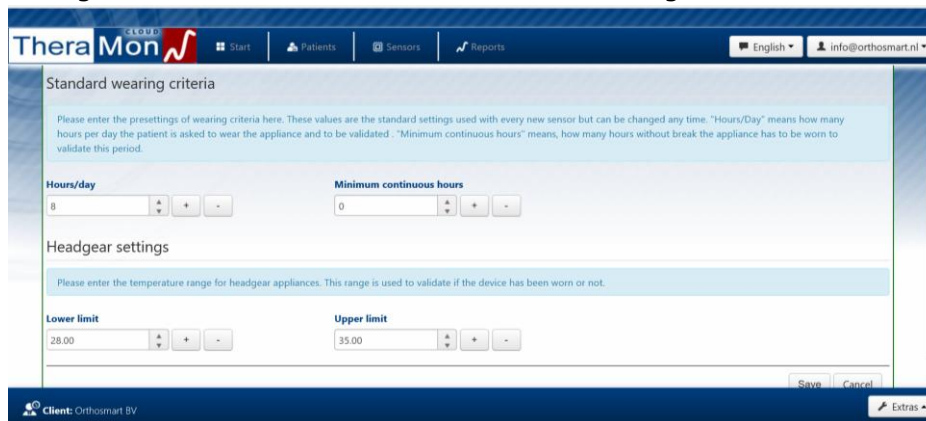 CLOUD
TheraMon
Start Patients Sensors Reports English info@orthosmart.nl
Standard wearing criteria
Please enter the presettings of wearing criteria here. These values are the standard settings used with every new sensor but can be changed any time. "Hours/Day" means how many
hours per day the patient is asked to wear the appliance and to be validated . "Minimum continuous hours" means, how many hours without break the appliance has to be worn to
validate this period.
Hours/day Minimum continuous hours
8 + - 0 + -
Headgear settings
Please enter the temperature range for headgear appliances. This range is used to validate if the device has been worn or not.
Lower limit Upper limit
28.00 + - 35.00 + -
Save Cancel
Client: Orthosmart BV Extras